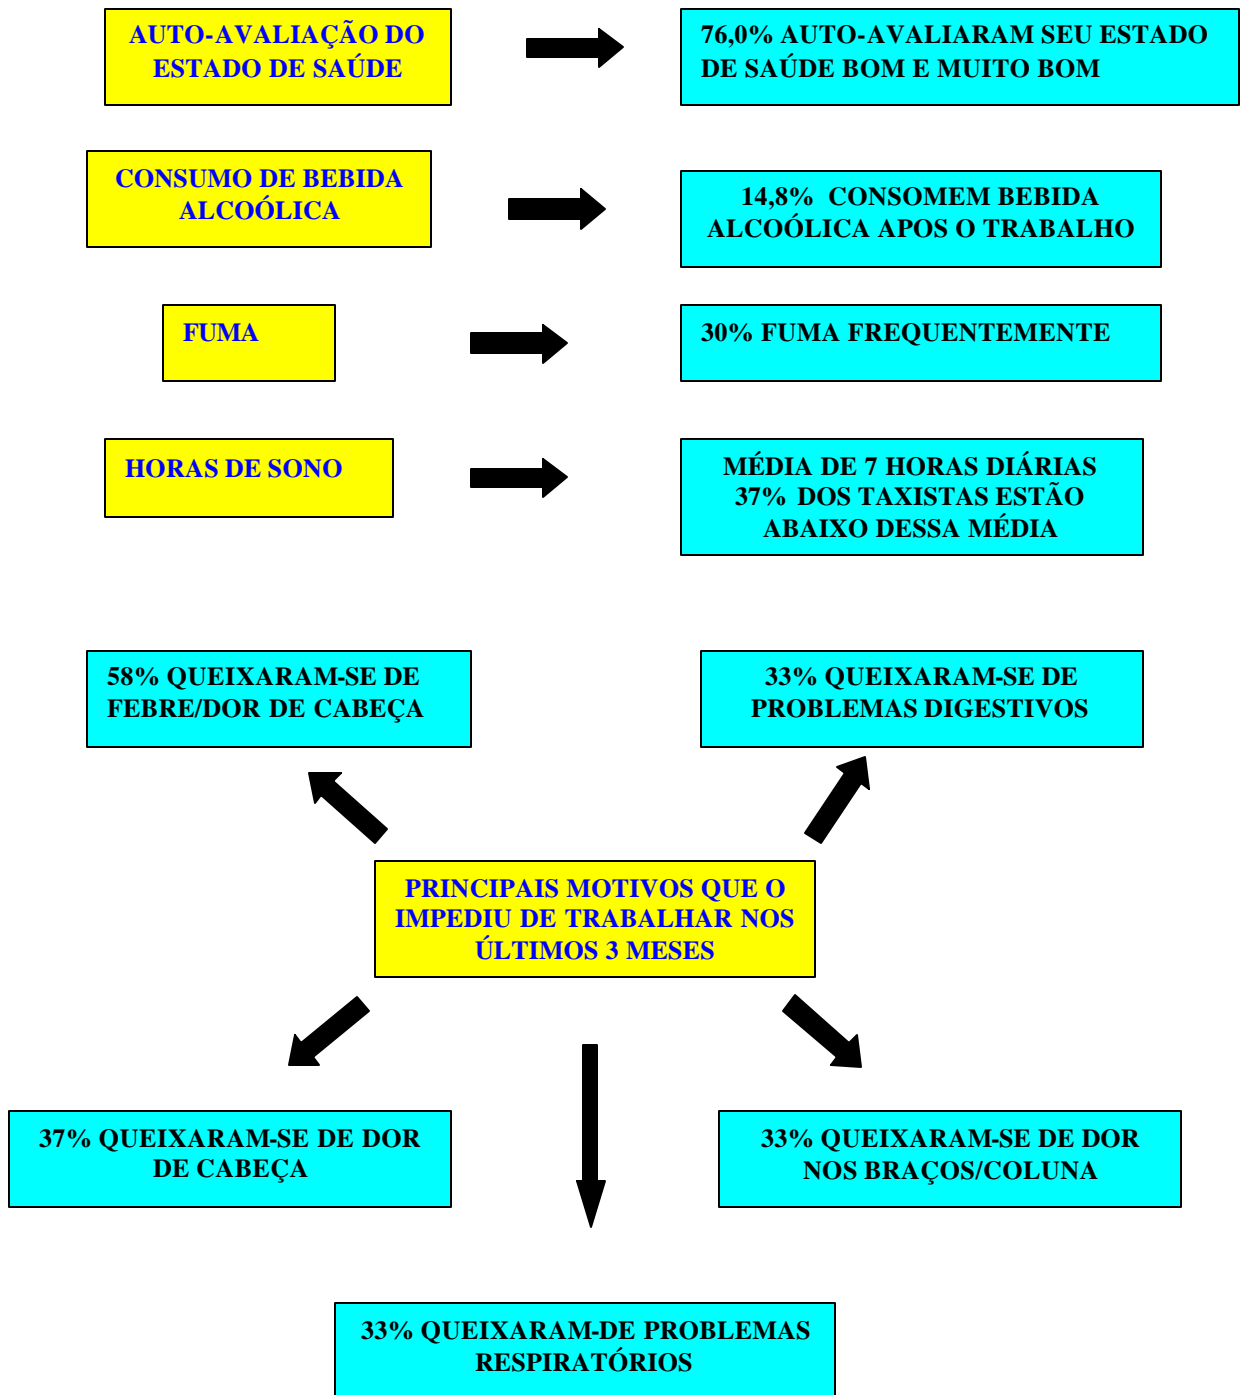 AUTO-AVALIAÇÃO DO
ESTADO DE SAÚDE
76,0% AUTO-AVALIARAM SEU ESTADO
DE SAÚDE BOM E MUITO BOM
CONSUMO DE BEBIDA
ALCOÓLICA
14,8% CONSOMEM BEBIDA
ALCOÓLICA APOS O TRABALHO
FUMA
30% FUMA FREQUENTEMENTE
HORAS DE SONO
MÉDIA DE 7 HORAS DIÁRIAS
37% DOS TAXISTAS ESTÃO
ABAIXO DESSA MÉDIA
58% QUEIXARAM-SE DE
FEBRE/DOR DE CABEÇA
33% QUEIXARAM-SE DE
PROBLEMAS DIGESTIVOS
PRINCIPAIS MOTIVOS QUE O
IMPEDIU DE TRABALHAR NOS
ÚLTIMOS 3 MESES
37% QUEIXARAM-SE DE DOR
DE CABEÇA
33% QUEIXARAM-SE DE DOR
NOS BRAÇOS/COLUNA
33% QUEIXARAM-DE PROBLEMAS
RESPIRATÓRIOS